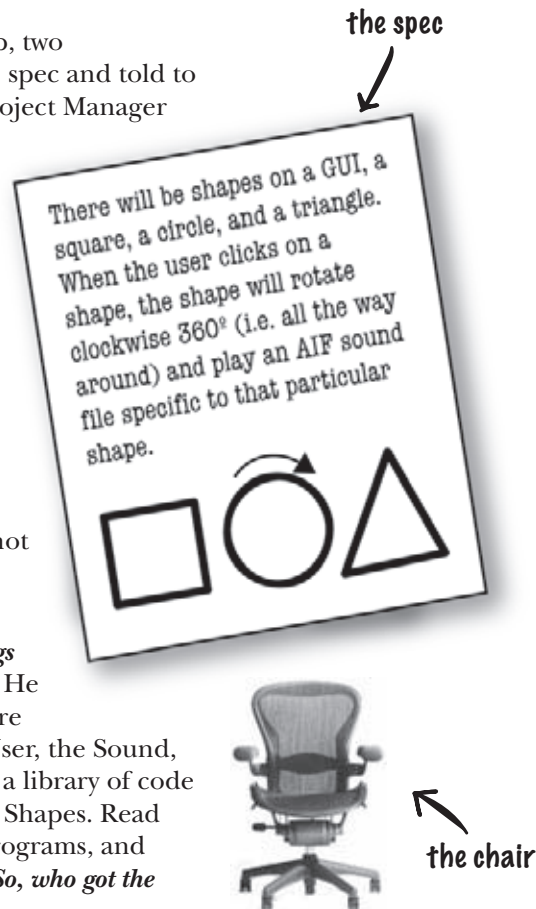 the spec
o, two
spec and told to
oject Manager
There will be shapes on a GUI, a
square, a circle, and a triangle.
When the user clicks on a
shape, the shape will rotate
clockwise 360º (i.e. all the way
around) and play an AIF sound
file specific to that particular
shape.
not
gs
He
re
User, the Sound,
a library of code
Shapes. Read
rograms, and
So, who got the
the chair